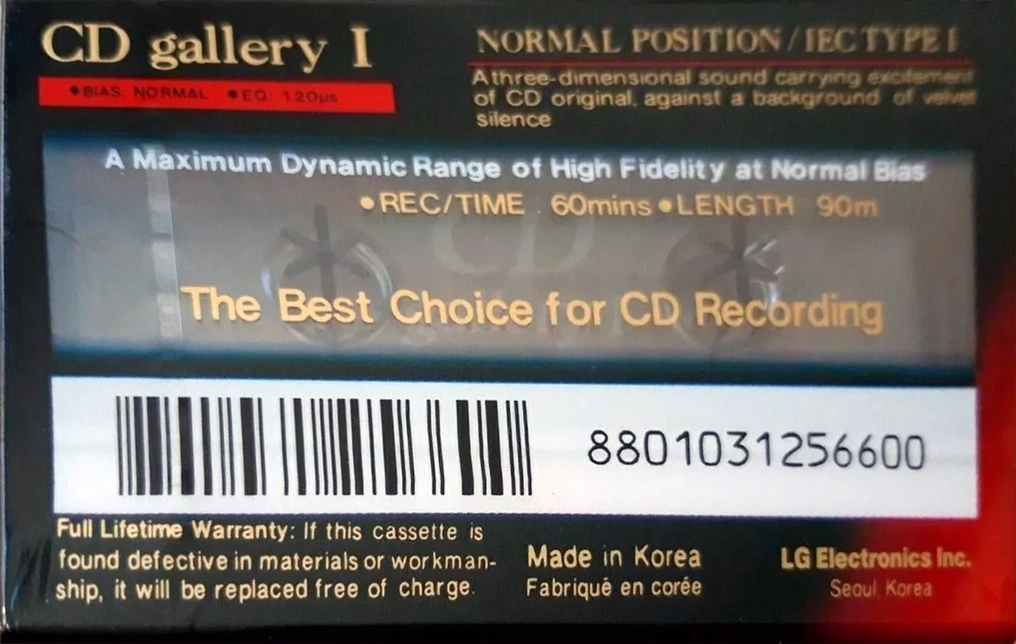 CD gallery I
NORMAL POSITION / IEC TYPE I
•BIAS: NORMAL •EQ: 120µs
A three-dimensional sound carrying excitement
of CD original, against a background of velvet
silence
A Maximum Dynamic Range of High Fidelity at Normal Bias
•REC/TIME : 60mins •LENGTH : 90m
CD
The Best Choice for CD Recording
8801031256600
Full Lifetime Warranty: If this cassette is
found defective in materials or workman-
ship, it will be replaced free of charge.
Made in Korea
Fabriqué en corée
LG Electronics Inc.
Seoul. Korea